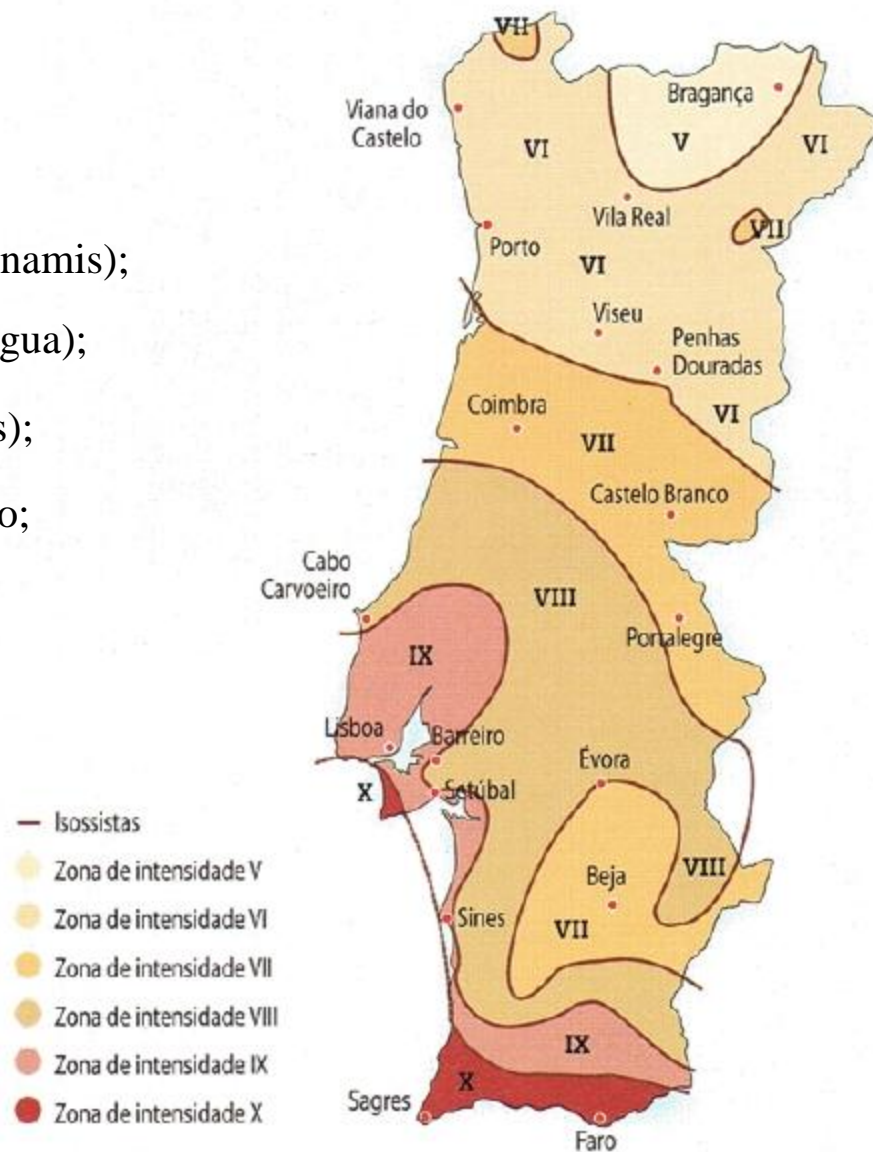 namis);
gua);
s);
o;
VII
Bragança
Viana do
Castelo
VI
V
VI
Vila Real
VII
Porto
VI
Viseu
Penhas
Douradas
Coimbra
VI
VII
Castelo Branco
Cabo
Carvoeiro
VIII
Portalegre
IX
Lisboa
Barreiro
Évora
X
Setúbal
Isossistas
Zona de intensidade V
VIII
Beja
Zona de intensidade VI
Sines
VII
Zona de intensidade VII
Zona de intensidade VIII
IX
Zona de intensidade IX
X
Sagres
Zona de intensidade X
Faro